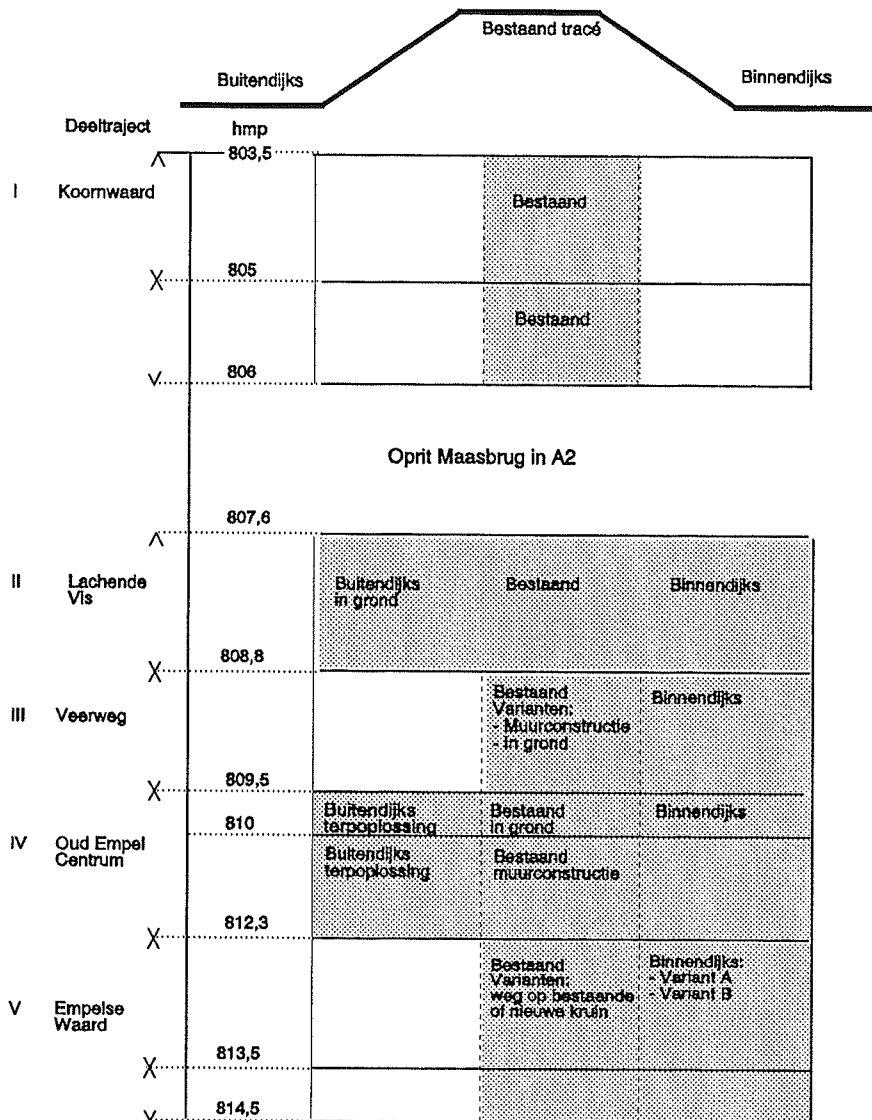 Bestaand tracé
Buitendijks
Binnendijks
Deeltraject
hmp
803,5
I Koornwaard
Bestaand
805
Bestaand
806
Oprit Maasbrug in A2
807,6
II Lachende
Vis
Buitendijks
in grond
Bestaand
Binnendijks
808,8
III Veerweg
Bestaand
Varianten:
- Muurconstructie
- In grond
Binnendijks
809,5
Buitendijks
terpoplossing
Bestaand
in grond
Binnendijks
810
IV Oud Empel
Centrum
Buitendijks
terpoplossing
Bestaand
muurconstructie
812,3
V Empelse
Waard
Bestaand
Varianten:
weg op bestaande
of nieuwe kruin
Binnendijks:
- Variant A
- Variant B
813,5
814,5